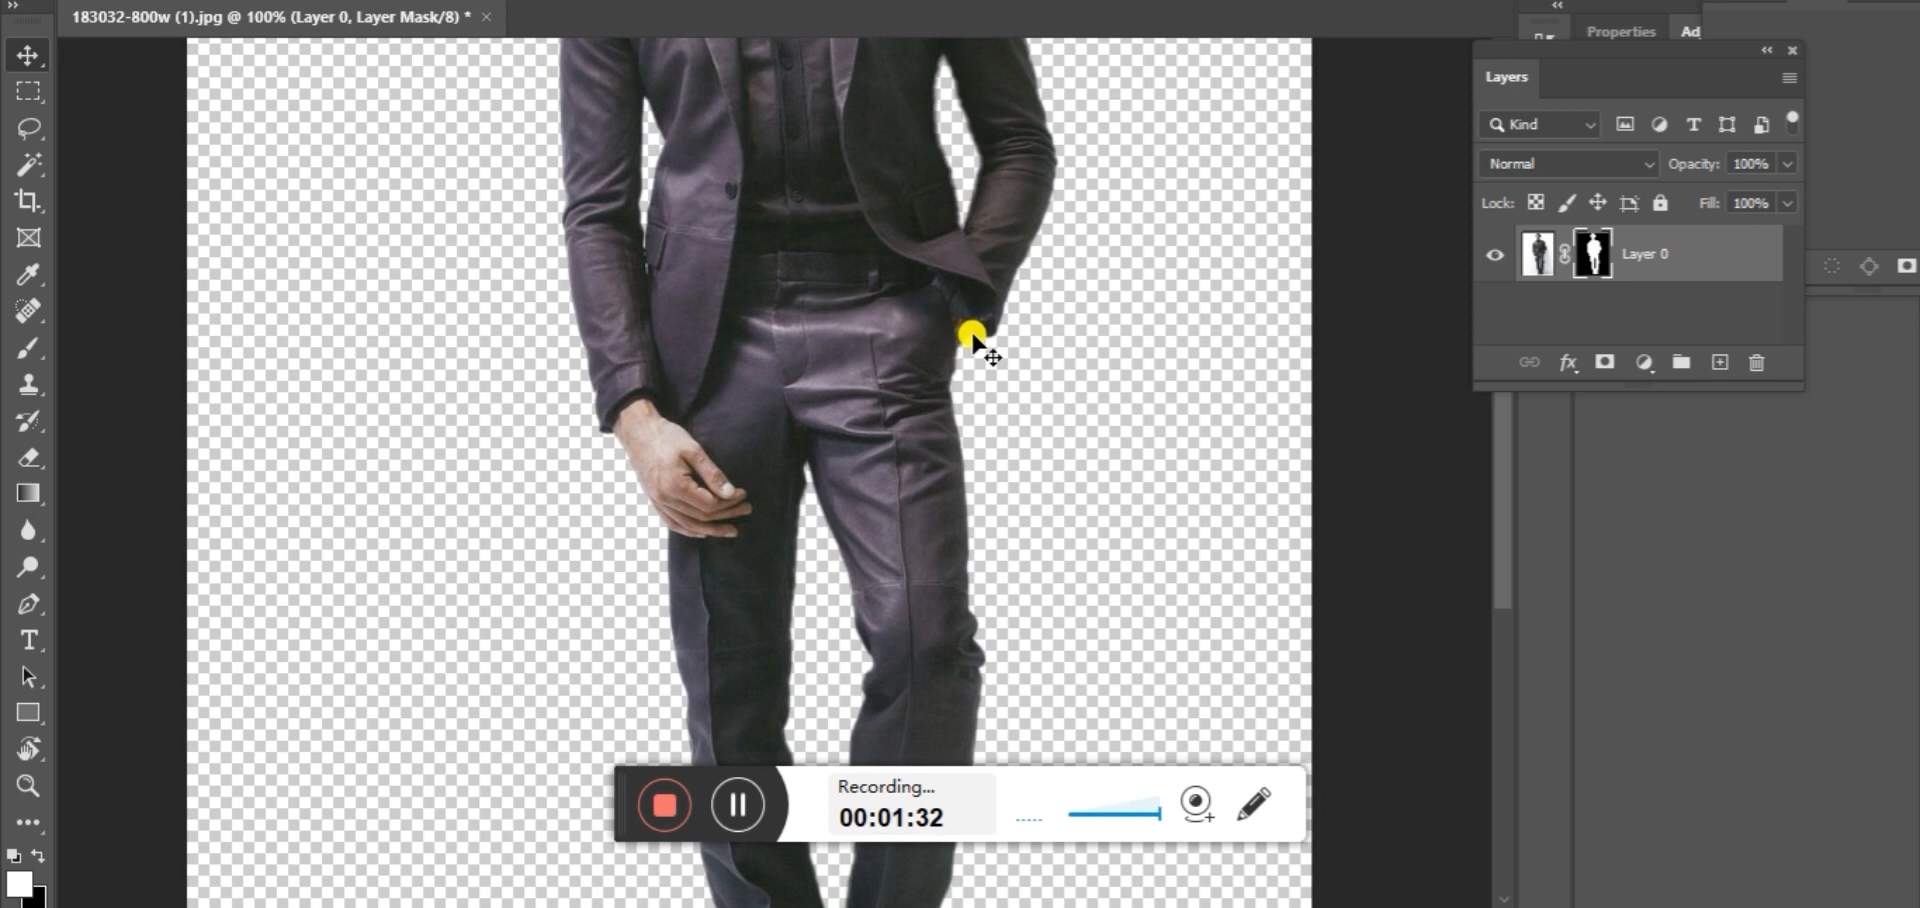 183032-800w (1).jpg @ 100% (Layer 0, Layer Mask/8) *
Properties
Ad
Layers
Kind
Normal
Opacity: 100%
Lock:
Fill: 100%
Layer 0
Recording...
00:01:32